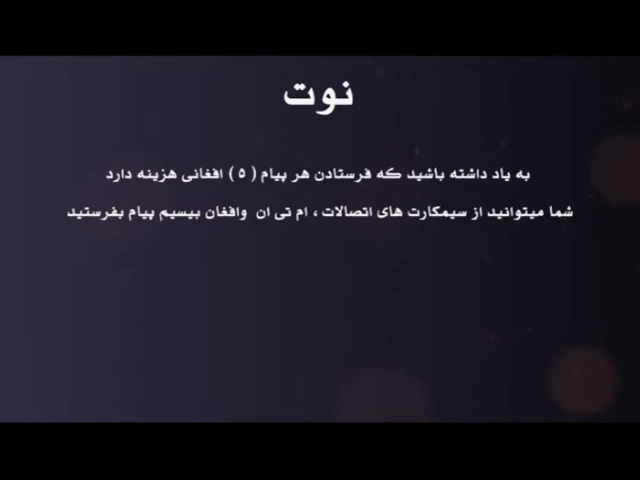 نوت
به یاد داشته باشید که فرستادن هر پیام ( ۵ ) افغانی هزینه دارد
شما میتوانید از سیمکارت های اتصالات ، ام تی ان وافغان بیسیم پیام بفرستید